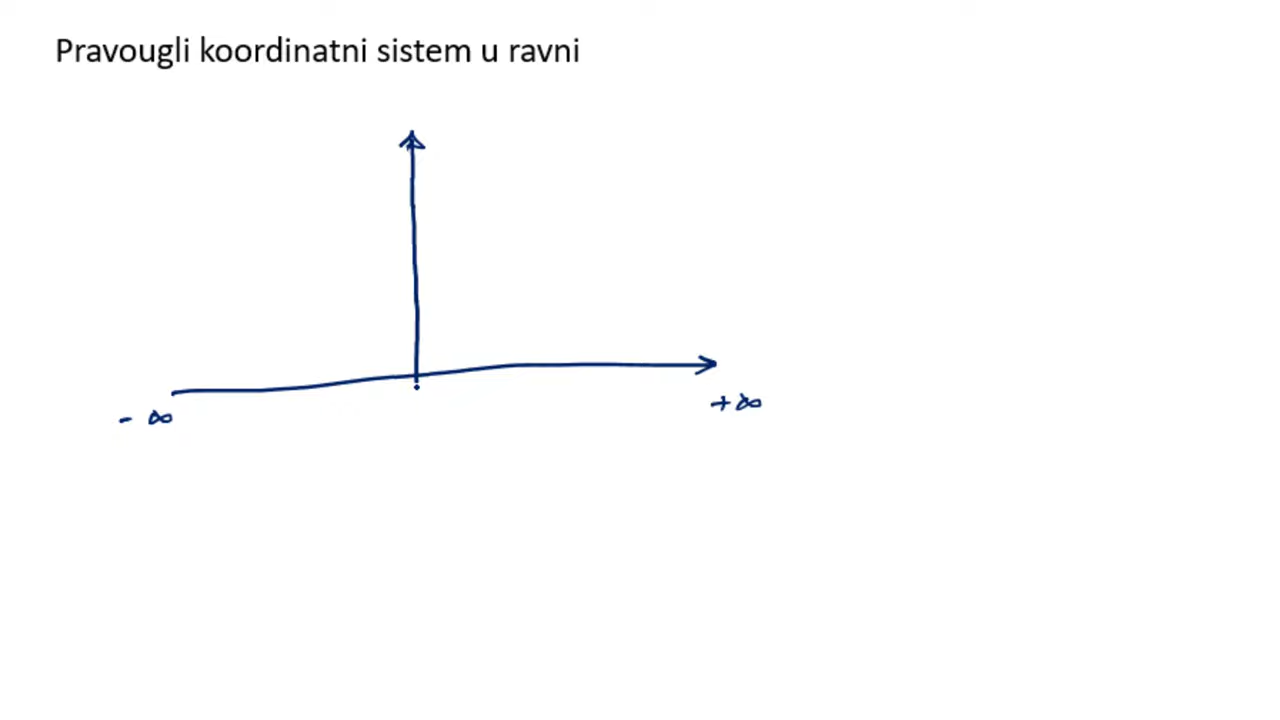 Pravougli koordinatni sistem u ravni
- ∞
+∞